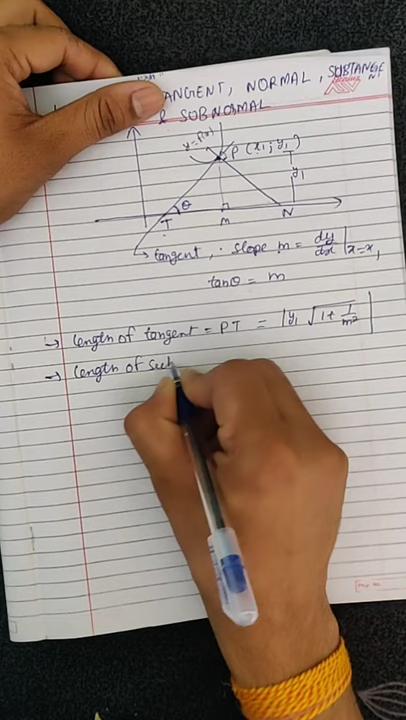 TANGENT, NORMAL, SUBTANGENT
& SUBNORMAL
y=f(x)
P (x₁, y₁)
y₁
θ
T
M
N
→ tangent, slope m = dy/dx | x=x₁
tanθ = m
→ length of tangent = PT = |y₁ √(1+1/m²)|
→ length of sub